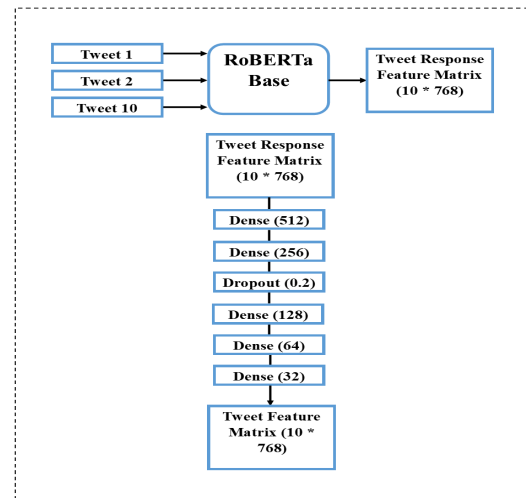 Tweet 1
Tweet 2
Tweet 10
RoBERTa
Base
Tweet Response
Feature Matrix
(10 * 768)
Tweet Response
Feature Matrix
(10 * 768)
Dense (512)
Dense (256)
Dropout (0.2)
Dense (128)
Dense (64)
Dense (32)
Tweet Feature
Matrix (10 *
768)